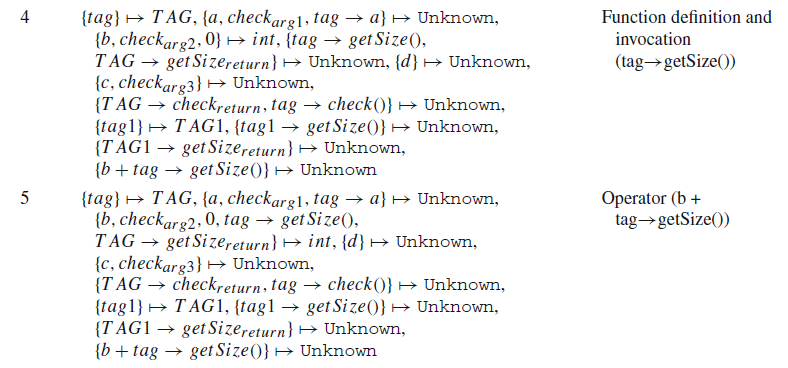 4 {tag} ↦ TAG, {a, check_arg1, tag → a} ↦ Unknown, Function definition and
{b, check_arg2, 0} ↦ int, {tag → getSize(), invocation
TAG → getSize_return} ↦ Unknown, {d} ↦ Unknown, (tag→getSize())
{c, check_arg3} ↦ Unknown,
{TAG → check_return, tag → check()} ↦ Unknown,
{tag1} ↦ TAG1, {tag1 → getSize()} ↦ Unknown,
{TAG1 → getSize_return} ↦ Unknown,
{b + tag → getSize()} ↦ Unknown
5 {tag} ↦ TAG, {a, check_arg1, tag → a} ↦ Unknown, Operator (b +
{b, check_arg2, 0, tag → getSize(), tag→getSize())
TAG → getSize_return} ↦ int, {d} ↦ Unknown,
{c, check_arg3} ↦ Unknown,
{TAG → check_return, tag → check()} ↦ Unknown,
{tag1} ↦ TAG1, {tag1 → getSize()} ↦ Unknown,
{TAG1 → getSize_return} ↦ Unknown,
{b + tag → getSize()} ↦ Unknown